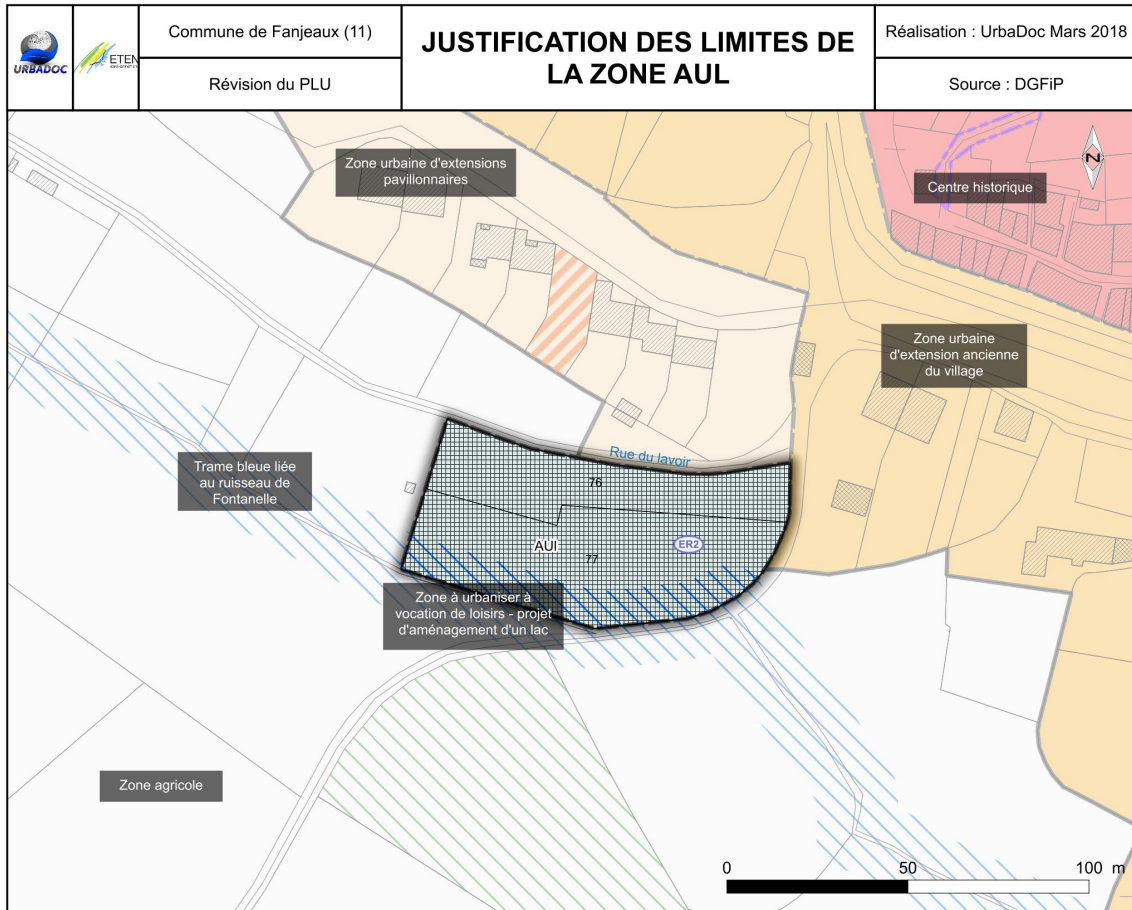 URBADOC
ETEN
Commune de Fanjeaux (11)
Révision du PLU
JUSTIFICATION DES LIMITES DE
LA ZONE AUL
Réalisation : UrbaDoc Mars 2018
Source : DGFiP
Zone urbaine d'extensions
pavillonnaires
Centre historique
N
Zone urbaine
d'extension ancienne
du village
Rue du lavoir
Trame bleue liée
au ruisseau de
Fontanelle
76
AUl
77
ER2
Zone à urbaniser à
vocation de loisirs - projet
d'aménagement d'un lac
Zone agricole
0 50 100 m